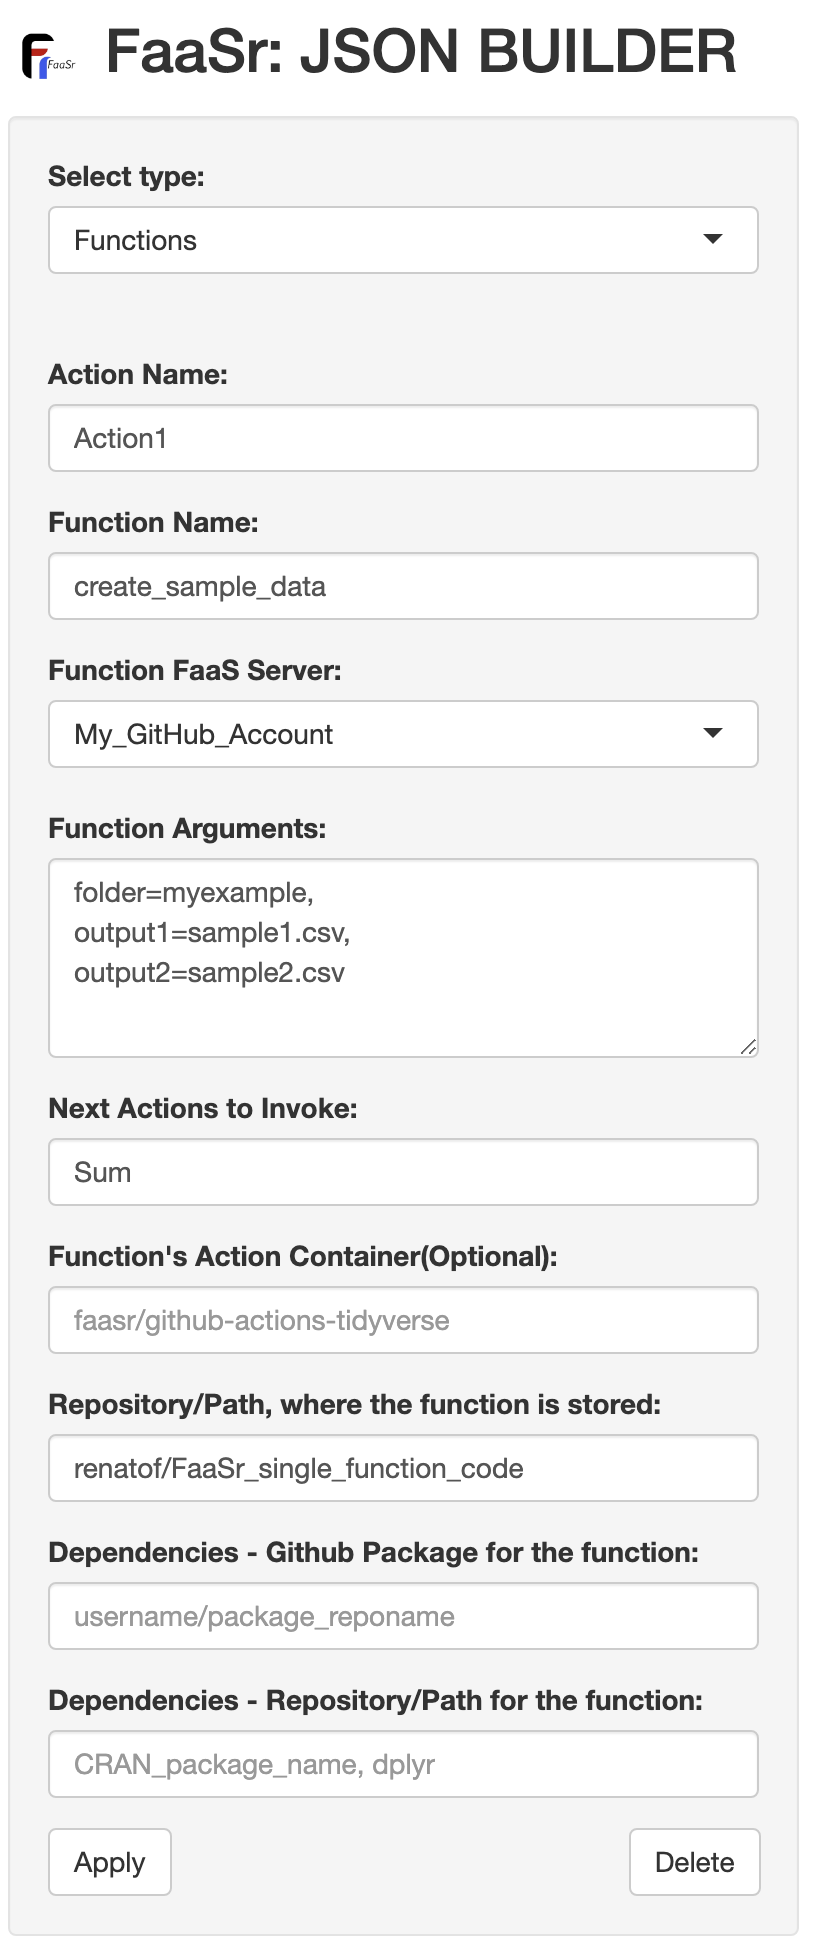 FaaSr
FaaSr: JSON BUILDER
Select type:
Functions
Action Name:
Action1
Function Name:
create_sample_data
Function FaaS Server:
My_GitHub_Account
Function Arguments:
folder=myexample,
output1=sample1.csv,
output2=sample2.csv
Next Actions to Invoke:
Sum
Function's Action Container(Optional):
faasr/github-actions-tidyverse
Repository/Path, where the function is stored:
renatof/FaaSr_single_function_code
Dependencies - Github Package for the function:
username/package_reponame
Dependencies - Repository/Path for the function:
CRAN_package_name, dplyr
Apply
Delete